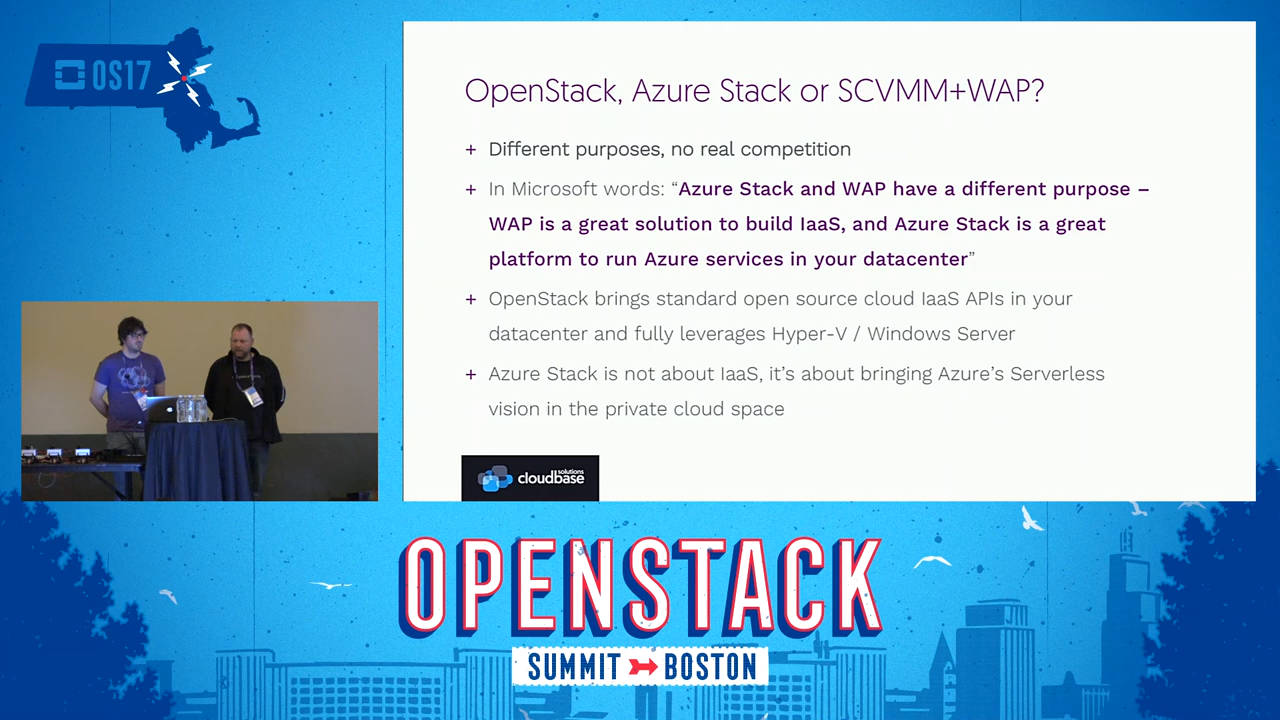 OS17
OpenStack, Azure Stack or SCVMM+WAP?
+ Different purposes, no real competition
+ In Microsoft words: “Azure Stack and WAP have a different purpose –
WAP is a great solution to build IaaS, and Azure Stack is a great
platform to run Azure services in your datacenter”
+ OpenStack brings standard open source cloud IaaS APIs in your
datacenter and fully leverages Hyper-V / Windows Server
+ Azure Stack is not about IaaS, it’s about bringing Azure’s Serverless
vision in the private cloud space
cloudbase
solutions
OPENSTACK
SUMMIT BOSTON